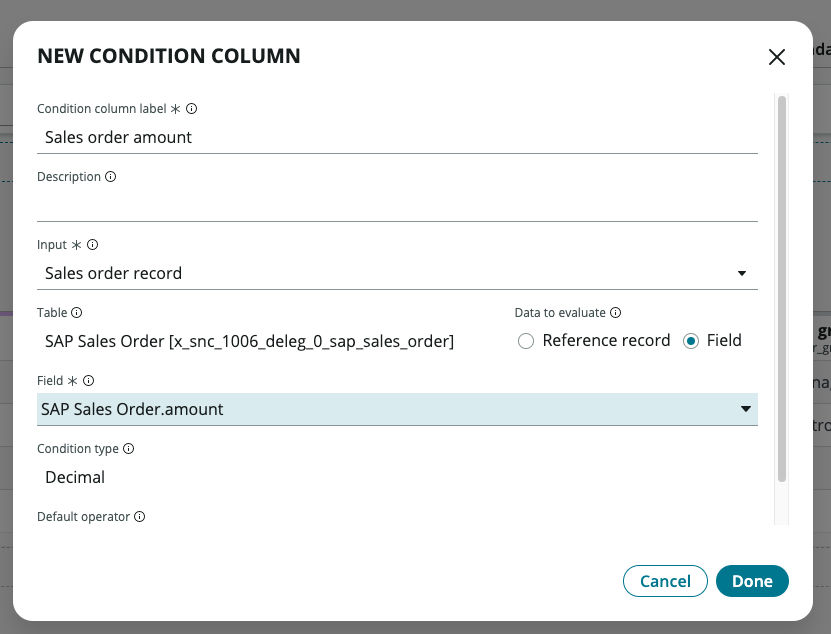 NEW CONDITION COLUMN
Condition column label
Sales order amount
Description
Input
Sales order record
Table
Data to evaluate
SAP Sales Order [x_snc_1006_deleg_0_sap_sales_order]
Reference record
Field
Field
SAP Sales Order.amount
Condition type
Decimal
Default operator
Cancel
Done